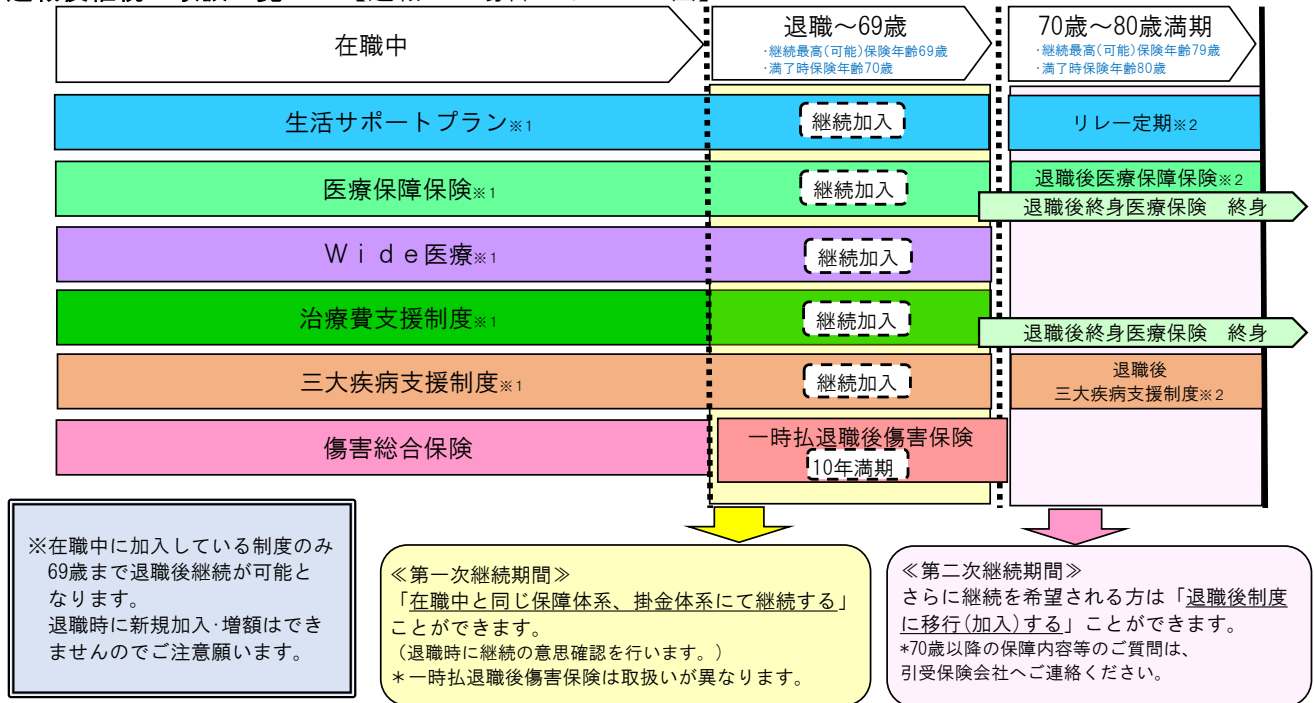 在職中
退職～69歳
・継続最高(可能)保険年齢69歳
・満了時保険年齢70歳
70歳～80歳満期
・継続最高(可能)保険年齢79歳
・満了時保険年齢80歳
生活サポートプラン※1
継続加入
リレー定期※2
医療保障保険※1
継続加入
退職後医療保障保険※2
退職後終身医療保険　終身
Ｗｉｄｅ医療※1
継続加入
治療費支援制度※1
継続加入
退職後終身医療保険　終身
三大疾病支援制度※1
継続加入
退職後
三大疾病支援制度※2
傷害総合保険
一時払退職後傷害保険
10年満期
※在職中に加入している制度のみ
69歳まで退職後継続が可能と
なります。
退職時に新規加入・増額はでき
ませんのでご注意願います。
≪第一次継続期間≫
「在職中と同じ保障体系、掛金体系にて継続する」
ことができます。
（退職時に継続の意思確認を行います。）
＊一時払退職後傷害保険は取扱いが異なります。
≪第二次継続期間≫
さらに継続を希望される方は「退職後制度
に移行(加入)する」ことができます。
*70歳以降の保障内容等のご質問は、
引受保険会社へご連絡ください。